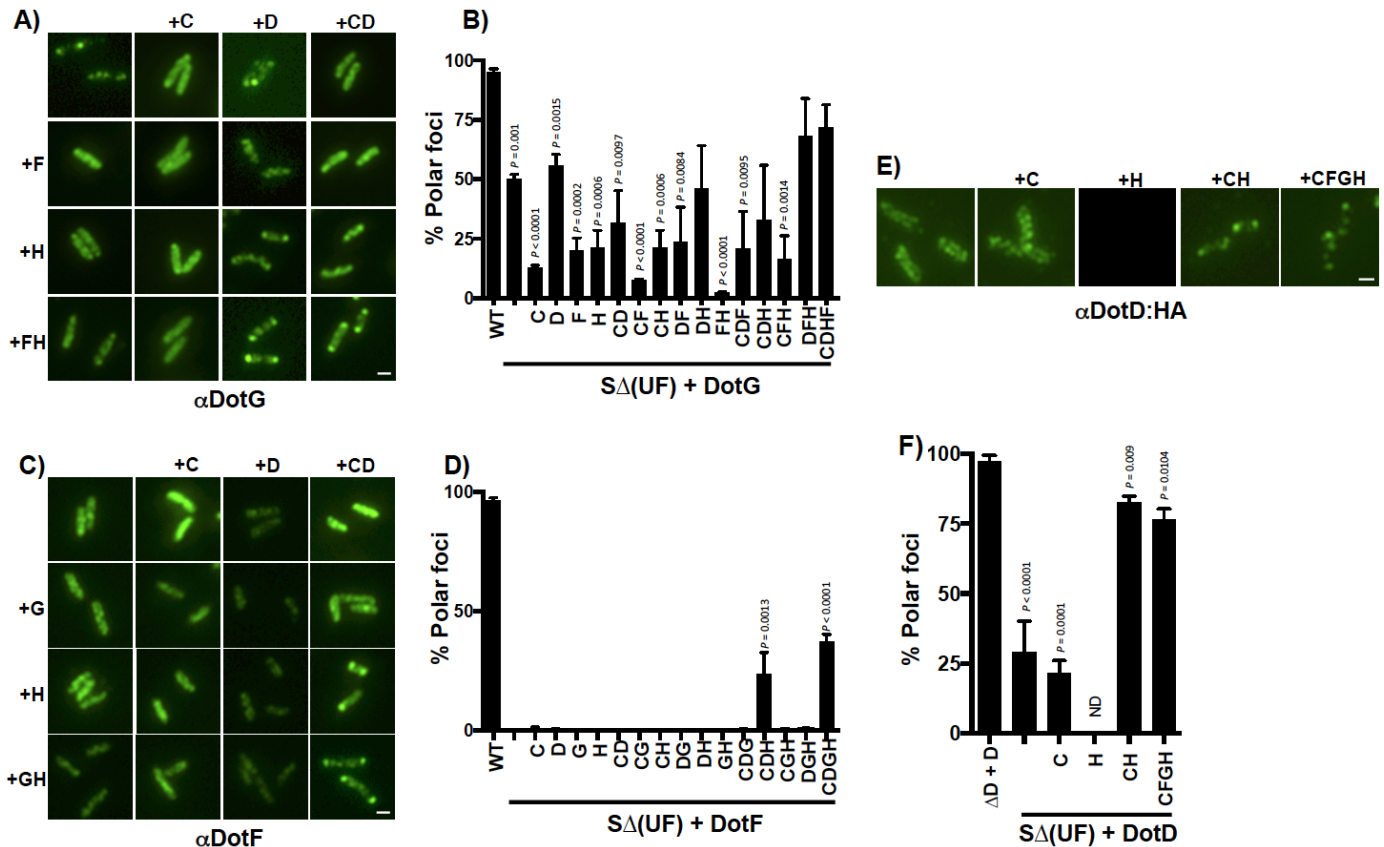 A)
+C
+D
+CD
+F
+H
+FH
αDotG
B)
% Polar foci
100
75
50
25
0
P = 0.001
P < 0.0001
P = 0.0015
P = 0.0002
P = 0.0006
P = 0.0097
P < 0.0001
P = 0.0006
P = 0.0084
P < 0.0001
P = 0.0095
P = 0.0014
WT
C
D
F
H
CD
CF
CH
DF
DH
FH
CDF
CDH
CFH
DFH
CDHF
SΔ(UF) + DotG
E)
+C
+H
+CH
+CFGH
αDotD:HA
C)
+C
+D
+CD
+G
+H
+GH
αDotF
D)
% Polar foci
100
50
0
P = 0.0013
P < 0.0001
WT
C
D
G
H
CD
CG
CH
DG
DH
GH
CDG
CDH
CGH
DGH
CDGH
SΔ(UF) + DotF
F)
% Polar foci
100
75
50
25
0
P < 0.0001
P = 0.0001
ND
P = 0.009
P = 0.0104
ΔD + D
C
H
CH
CFGH
SΔ(UF) + DotD